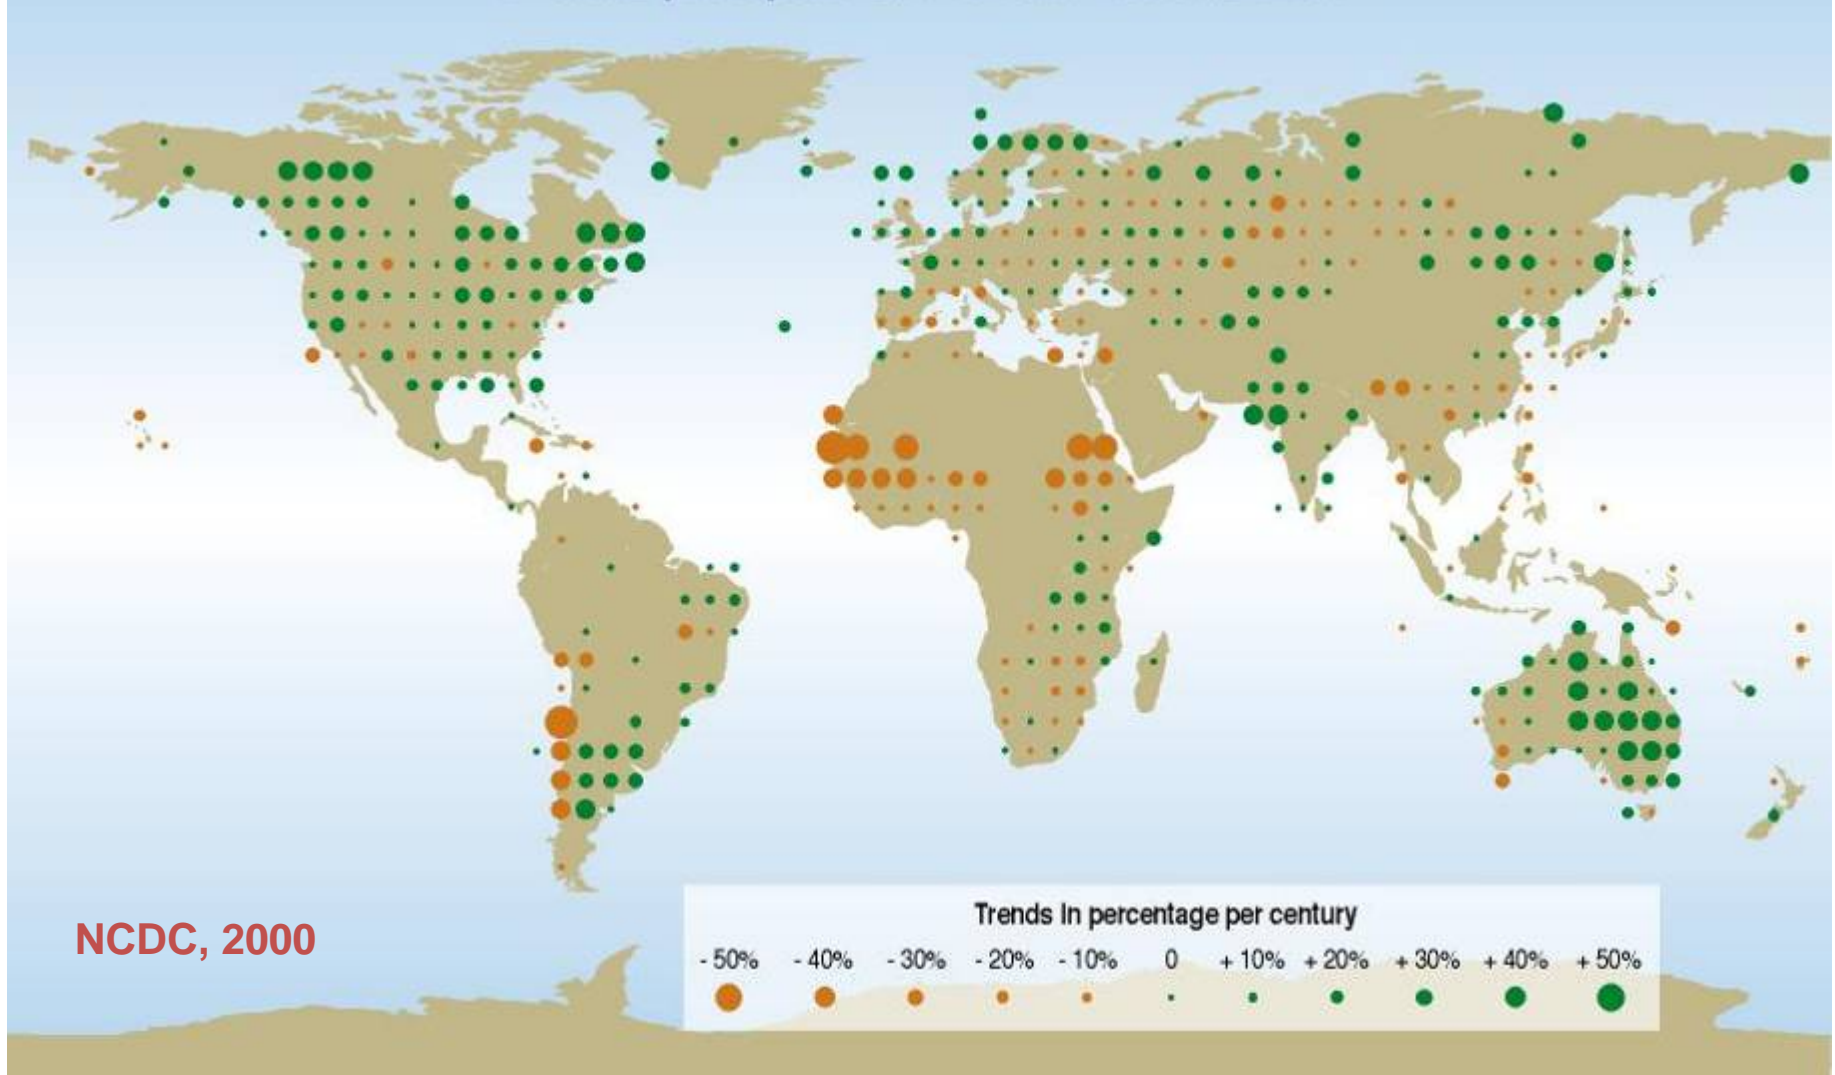 NCDC, 2000
Trends in percentage per century
- 50% - 40% - 30% - 20% - 10% 0 + 10% + 20% + 30% + 40% + 50%